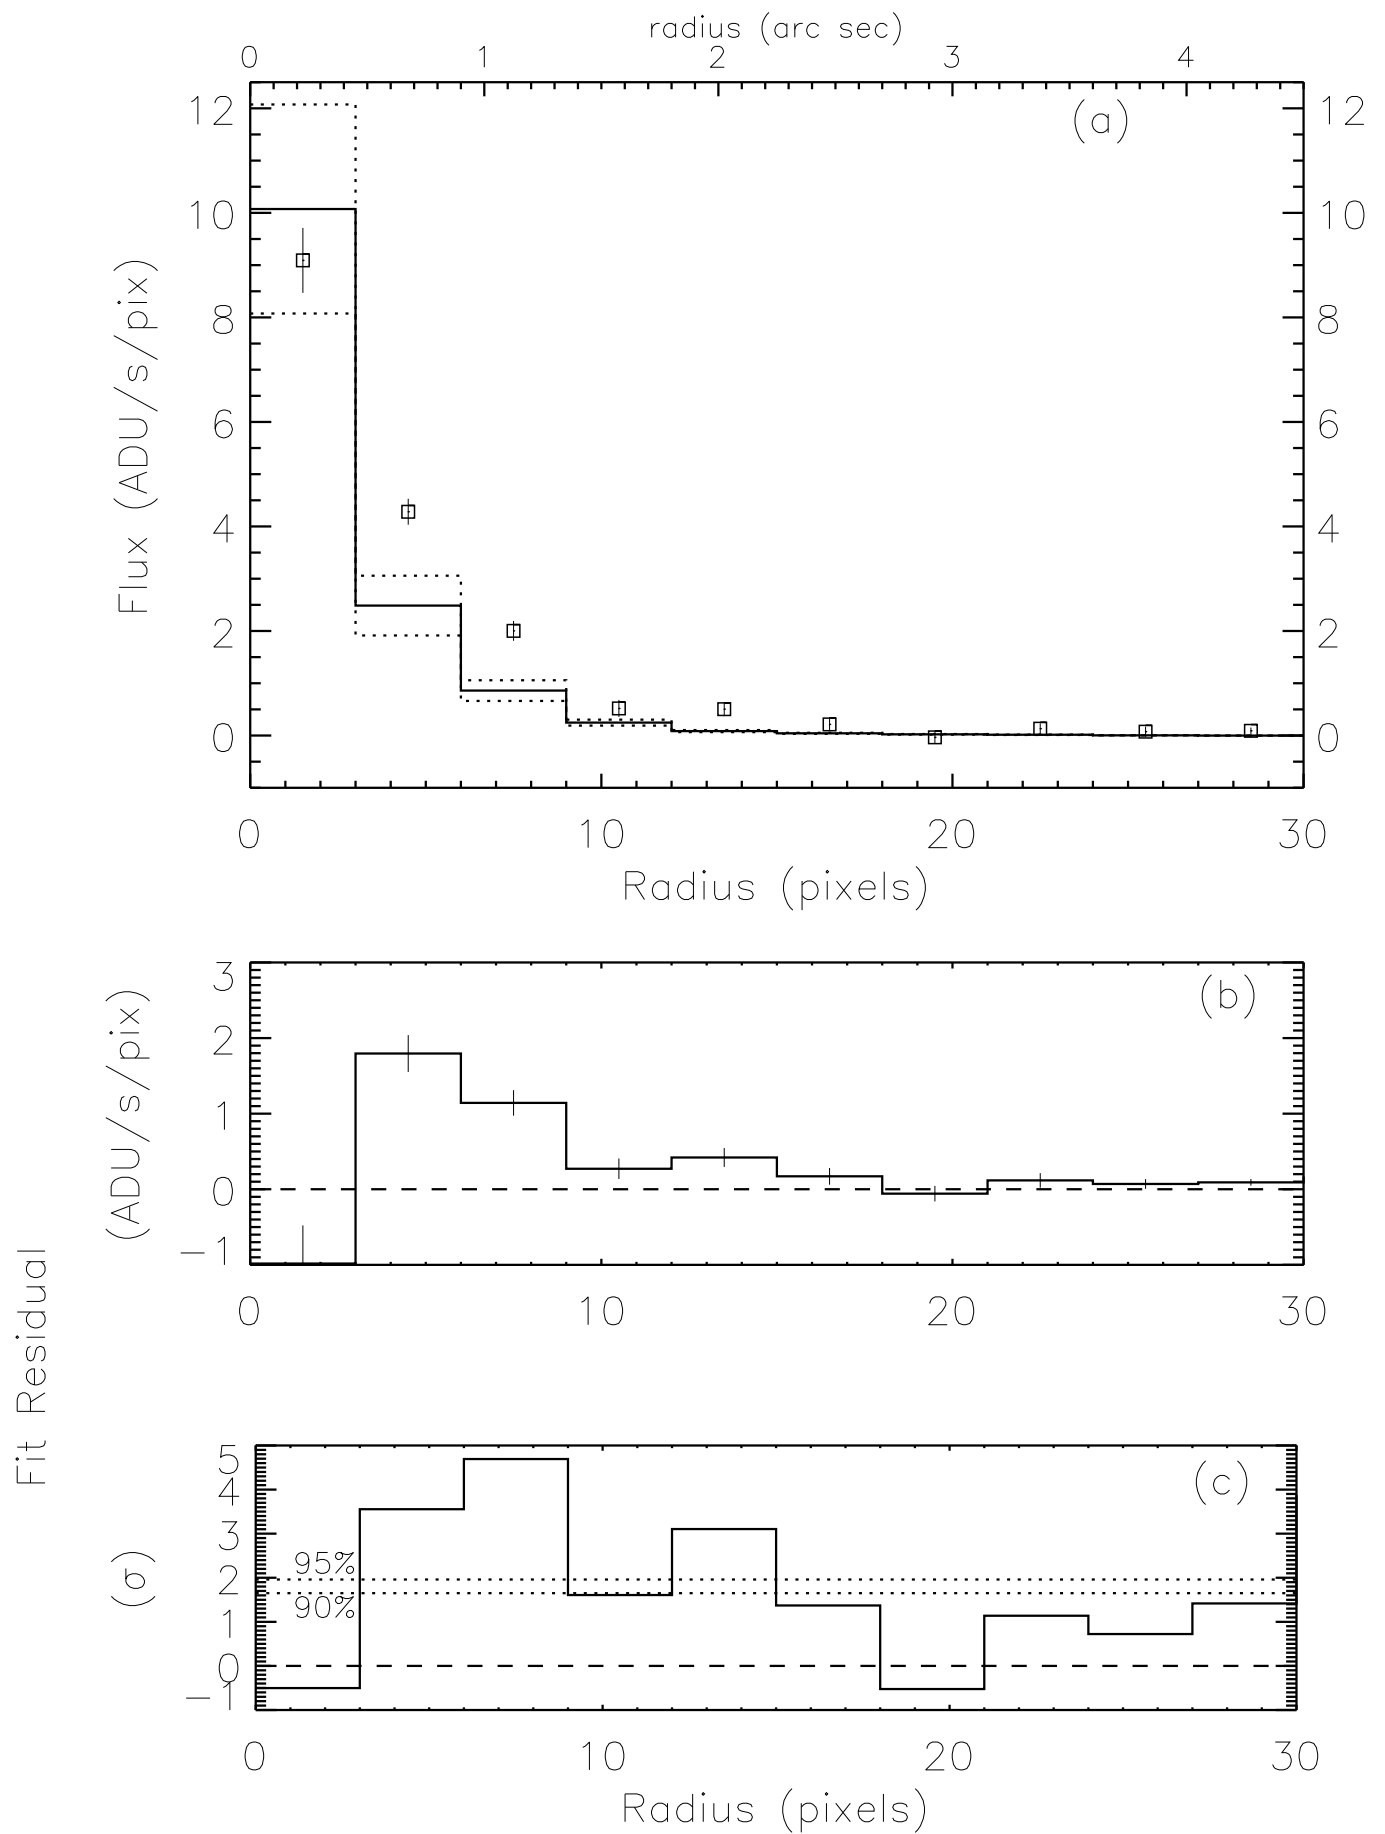 radius (arc sec)
0 1 2 3 4
(a)
12 12
10 10
8 8
6 6
4 4
2 2
0 0
Flux (ADU/s/pix)
0 10 20 30
Radius (pixels)
(b)
3
2
1
0
−1
(ADU/s/pix)
0 10 20 30
Fit Residual
(c)
5
4
3
95%
2
90%
1
0
−1
(σ)
0 10 20 30
Radius (pixels)